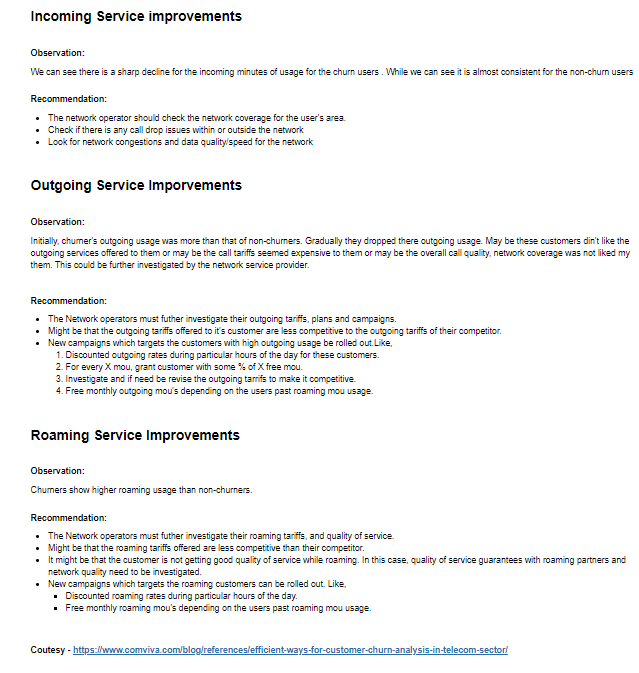 Incoming Service improvements
Observation:
We can see there is a sharp decline for the incoming minutes of usage for the churn users . While we can see it is almost consistent for the non-churn users
Recommendation:
• The network operator should check the network coverage for the user's area.
• Check if there is any call drop issues within or outside the network
• Look for network congestions and data quality/speed for the network
Outgoing Service Imporvements
Observation:
Initially, churner's outgoing usage was more than that of non-churners. Gradually they dropped there outgoing usage. May be these customers din't like the
outgoing services offered to them or may be the call tariffs seemed expensive to them or may be the overall call quality, network coverage was not liked my
them. This could be further investigated by the network service provider.
Recommendation:
• The Network operators must futher investigate their outgoing tariffs, plans and campaigns.
• Might be that the outgoing tariffs offered to it's customer are less competitive to the outgoing tariffs of their competitor.
• New campaigns which targets the customers with high outgoing usage be rolled out.Like,
1. Discounted outgoing rates during particular hours of the day for these customers.
2. For every X mou, grant customer with some % of X free mou.
3. Investigate and if need be revise the outgoing tarrifs to make it competitive.
4. Free monthly outgoing mou's depending on the users past roaming mou usage.
Roaming Service Improvements
Observation:
Churners show higher roaming usage than non-churners.
Recommendation:
• The Network operators must futher investigate their roaming tariffs, and quality of service.
• Might be that the roaming tariffs offered are less competitive than their competitor.
• It might be that the customer is not getting good quality of service while roaming. In this case, quality of service guarantees with roaming partners and
network quality need to be investigated.
• New campaigns which targets the roaming customers can be rolled out. Like,
▪ Discounted roaming rates during particular hours of the day.
▪ Free monthly roaming mou's depending on the users past roaming mou usage.
Coutesy - https://www.comviva.com/blog/references/efficient-ways-for-customer-churn-analysis-in-telecom-sector/